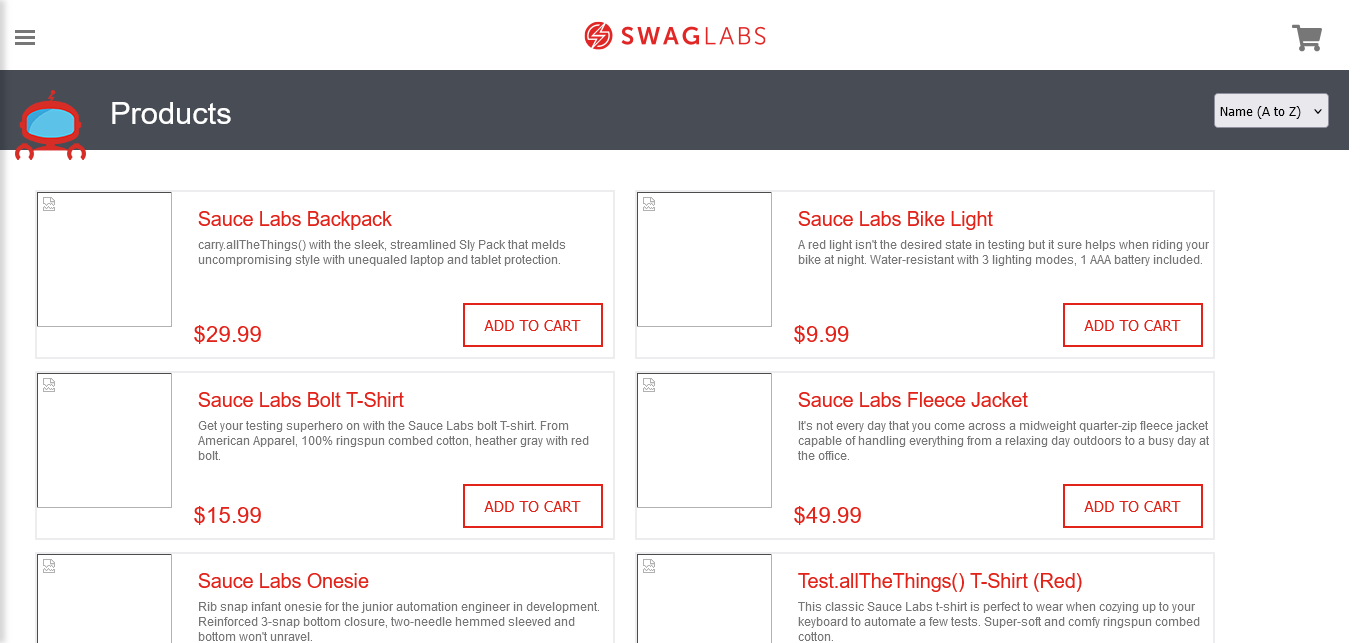 SWAGLABS
Products
Name (A to Z)
Sauce Labs Backpack
carry.allTheThings() with the sleek, streamlined Sly Pack that melds
uncompromising style with unequaled laptop and tablet protection.
$29.99
ADD TO CART
Sauce Labs Bike Light
A red light isn't the desired state in testing but it sure helps when riding your
bike at night. Water-resistant with 3 lighting modes, 1 AAA battery included.
$9.99
ADD TO CART
Sauce Labs Bolt T-Shirt
Get your testing superhero on with the Sauce Labs bolt T-shirt. From
American Apparel, 100% ringspun combed cotton, heather gray with red
bolt.
$15.99
ADD TO CART
Sauce Labs Fleece Jacket
It's not every day that you come across a midweight quarter-zip fleece jacket
capable of handling everything from a relaxing day outdoors to a busy day at
the office.
$49.99
ADD TO CART
Sauce Labs Onesie
Rib snap infant onesie for the junior automation engineer in development.
Reinforced 3-snap bottom closure, two-needle hemmed sleeved and
bottom won't unravel.
Test.allTheThings() T-Shirt (Red)
This classic Sauce Labs t-shirt is perfect to wear when cozying up to your
keyboard to automate a few tests. Super-soft and comfy ringspun combed
cotton.